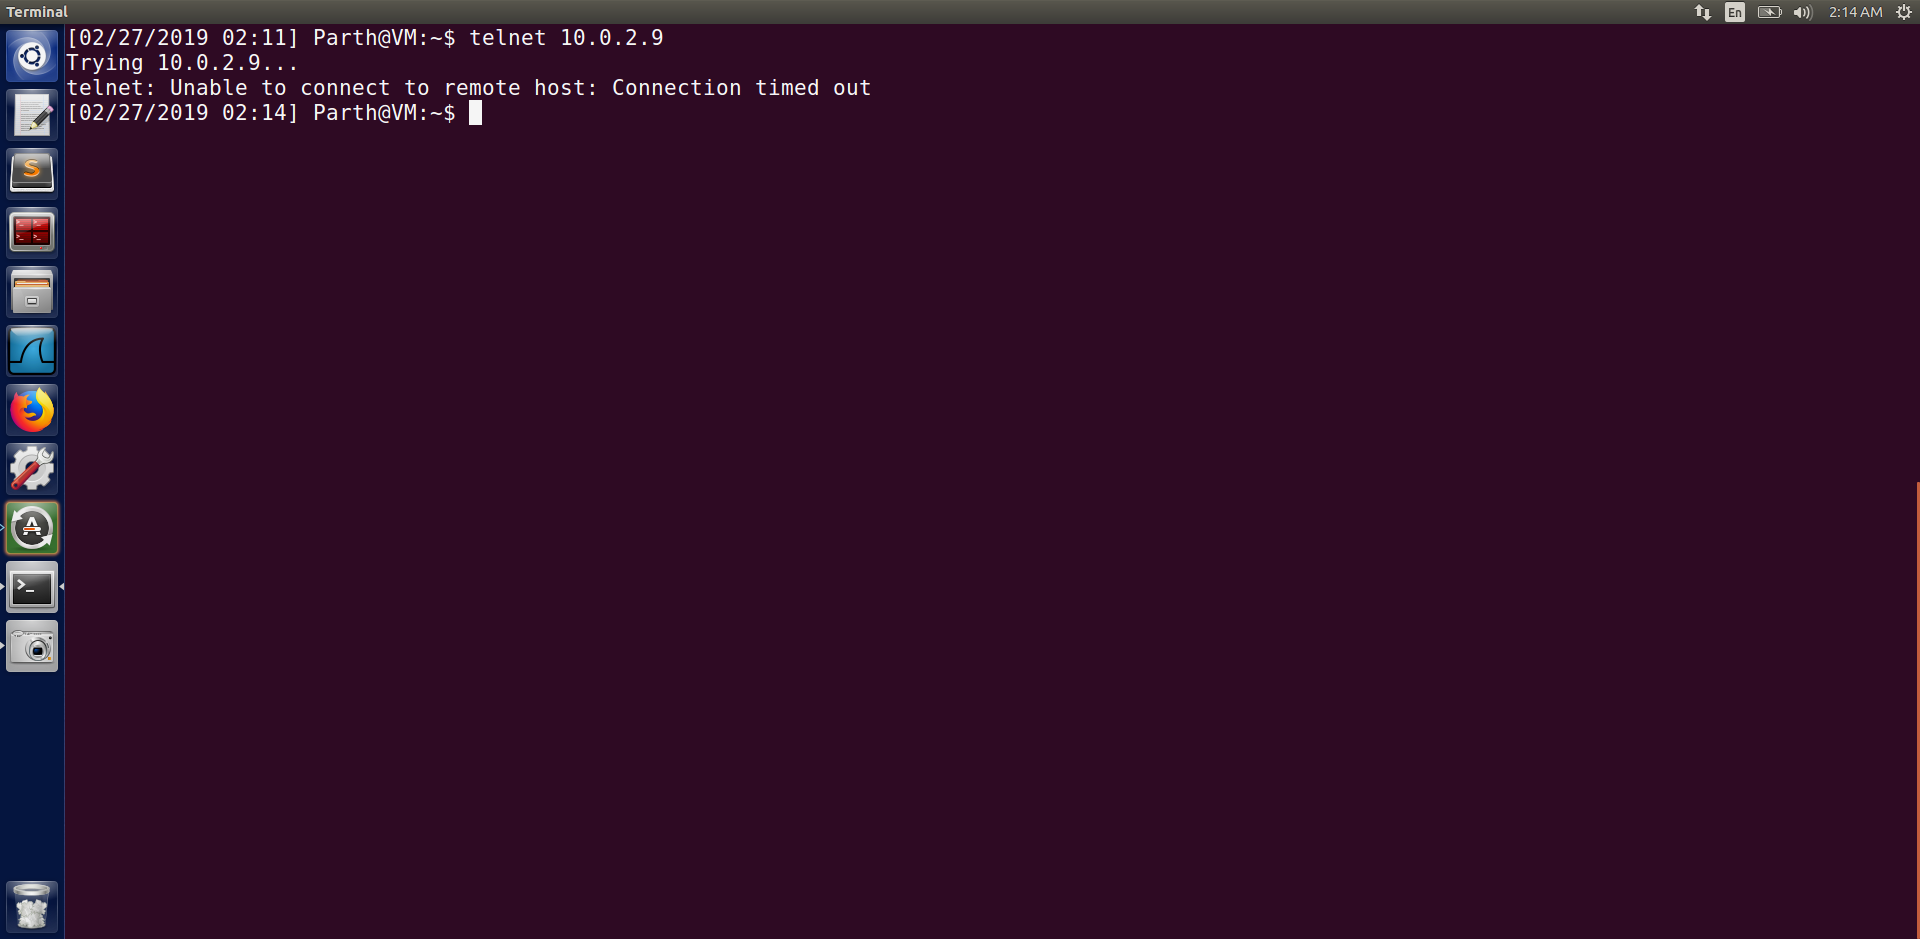 Terminal
En
2:14 AM
[02/27/2019 02:11] Parth@VM:~$ telnet 10.0.2.9
Trying 10.0.2.9...
telnet: Unable to connect to remote host: Connection timed out
[02/27/2019 02:14] Parth@VM:~$